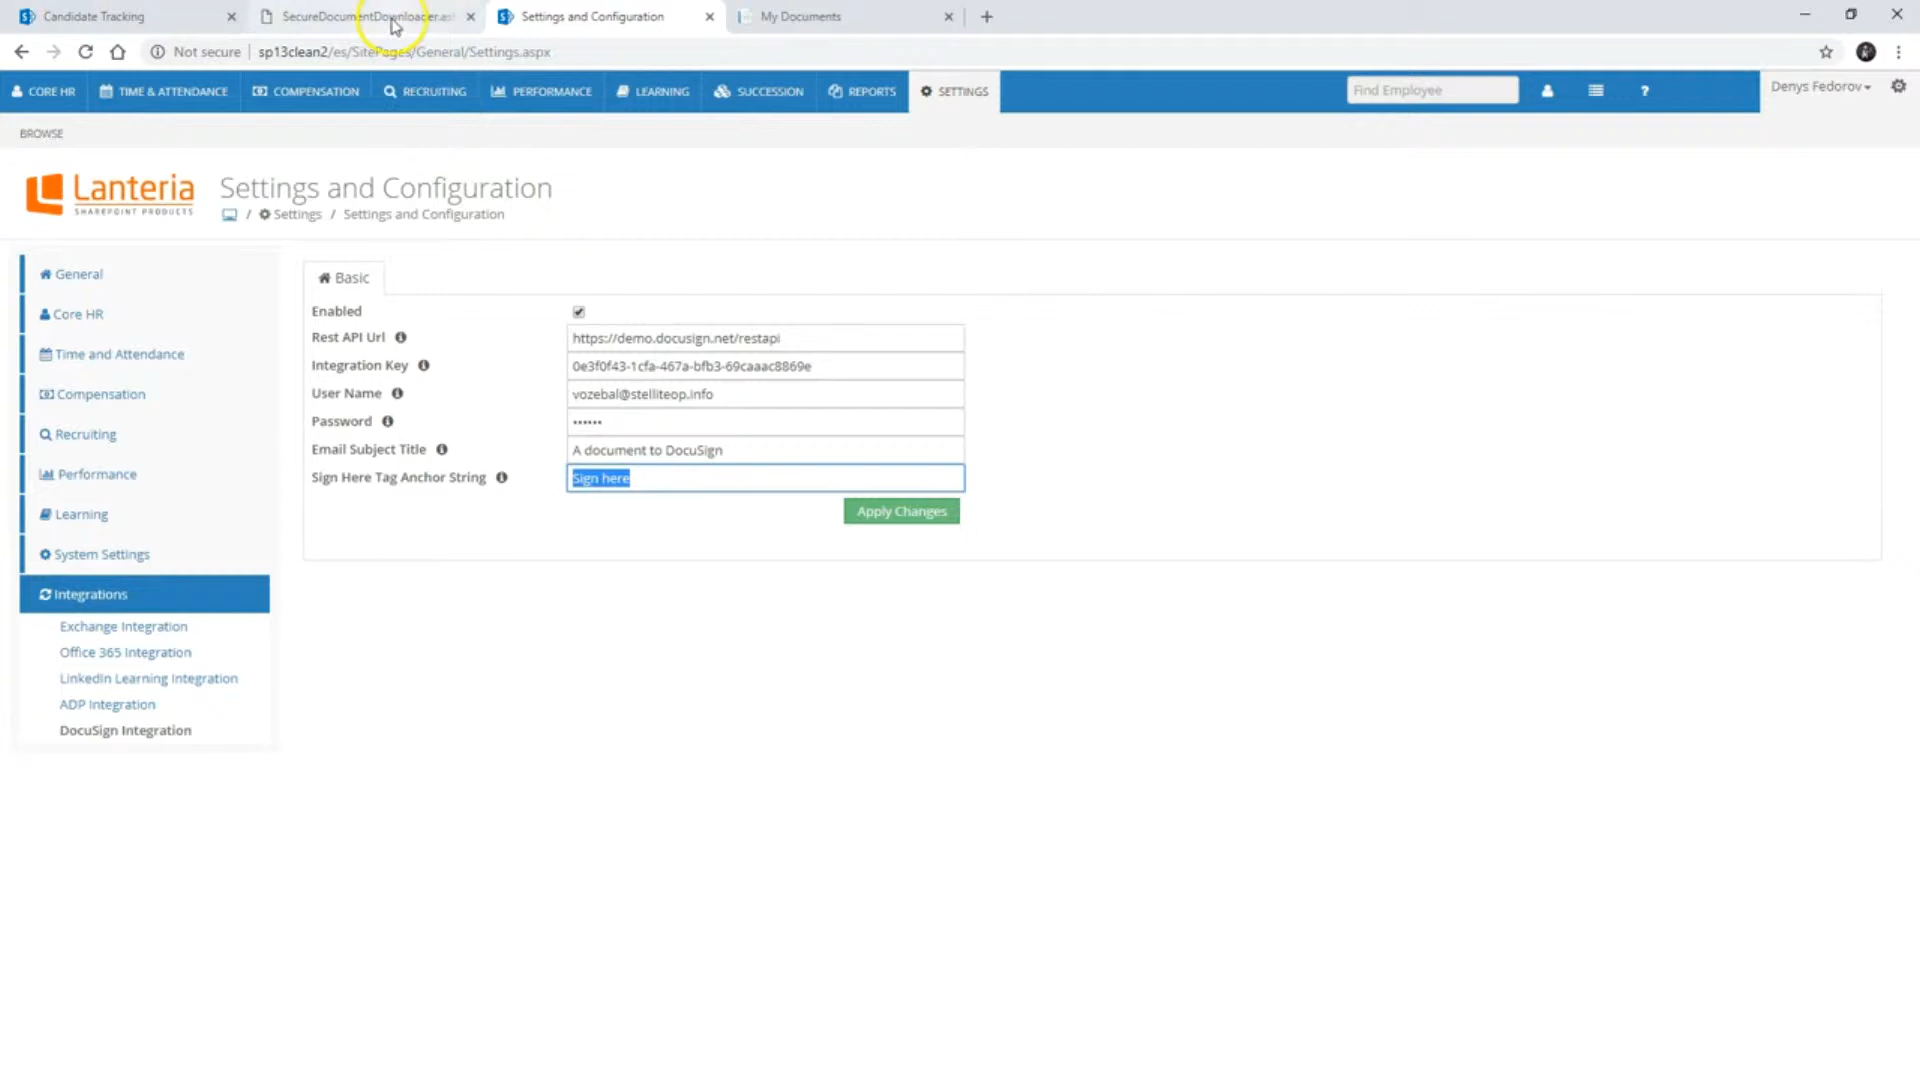 Candidate Tracking
SecureDocumentDownloader.as
Settings and Configuration
My Documents
Not secure
sp13clean2/es/SitePages/General/Settings.aspx
CORE HR
TIME & ATTENDANCE
COMPENSATION
RECRUITING
PERFORMANCE
LEARNING
SUCCESSION
REPORTS
SETTINGS
Find Employee
?
Denys Fedorov
BROWSE
Lanteria
SHAREPOINT PRODUCTS
Settings and Configuration
/ Settings / Settings and Configuration
General
Core HR
Time and Attendance
Compensation
Recruiting
Performance
Learning
System Settings
Integrations
Exchange Integration
Office 365 Integration
LinkedIn Learning Integration
ADP Integration
DocuSign Integration
Basic
Enabled
Rest API Url
https://demo.docusign.net/restapi
Integration Key
0e3f0f43-1cfa-467a-bfb3-69caaac8869e
User Name
vozebal@stelliteop.info
Password
••••••
Email Subject Title
A document to DocuSign
Sign Here Tag Anchor String
Sign here
Apply Changes